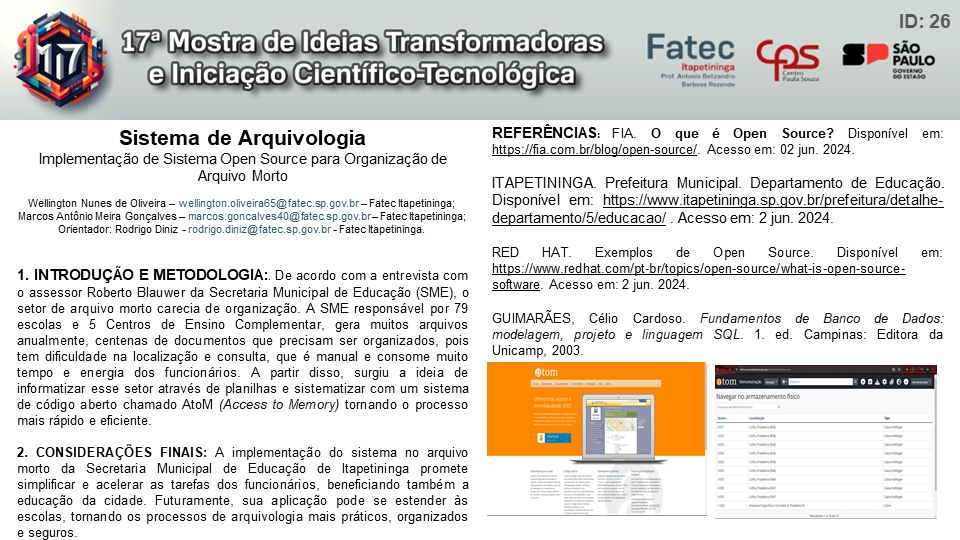 ID: 26
17
17ª Mostra de Ideias Transformadoras
e Iniciação Científico-Tecnológica
Fatec
Itapetininga
Prof. Antonio Belizandro
Barbosa Rezende
CPS
Centro
Paula Souza
SP
SÃO PAULO
GOVERNO
DO ESTADO
Sistema de Arquivologia
Implementação de Sistema Open Source para Organização de
Arquivo Morto
Wellington Nunes de Oliveira – wellington.oliveira65@fatec.sp.gov.br – Fatec Itapetininga;
Marcos Antônio Meira Gonçalves – marcos.goncalves40@fatec.sp.gov.br – Fatec Itapetininga;
Orientador: Rodrigo Diniz - rodrigo.diniz@fatec.sp.gov.br - Fatec Itapetininga.
1. INTRODUÇÃO E METODOLOGIA:. De acordo com a entrevista com
o assessor Roberto Blauwer da Secretaria Municipal de Educação (SME), o
setor de arquivo morto carecia de organização. A SME responsável por 79
escolas e 5 Centros de Ensino Complementar, gera muitos arquivos
anualmente, centenas de documentos que precisam ser organizados, pois
tem dificuldade na localização e consulta, que é manual e consome muito
tempo e energia dos funcionários. A partir disso, surgiu a ideia de
informatizar esse setor através de planilhas e sistematizar com um sistema
de código aberto chamado AtoM (Access to Memory) tornando o processo
mais rápido e eficiente.
2. CONSIDERAÇÕES FINAIS: A implementação do sistema no arquivo
morto da Secretaria Municipal de Educação de Itapetininga promete
simplificar e acelerar as tarefas dos funcionários, beneficiando também a
educação da cidade. Futuramente, sua aplicação pode se estender às
escolas, tornando os processos de arquivologia mais práticos, organizados
e seguros.
REFERÊNCIAS: FIA. O que é Open Source? Disponível em:
https://fia.com.br/blog/open-source/. Acesso em: 02 jun. 2024.
ITAPETININGA. Prefeitura Municipal. Departamento de Educação.
Disponível em: https://www.itapetininga.sp.gov.br/prefeitura/detalhe-
departamento/5/educacao/ . Acesso em: 2 jun. 2024.
RED HAT. Exemplos de Open Source. Disponível em:
https://www.redhat.com/pt-br/topics/open-source/what-is-open-source-
software. Acesso em: 2 jun. 2024.
GUIMARÃES, Célio Cardoso. Fundamentos de Banco de Dados:
modelagem, projeto e linguagem SQL. 1. ed. Campinas: Editora da
Unicamp, 2003.
atom
Oferecendo acesso à
memória desde 2007
atom Demonstração
Navegar no armazenamento físico